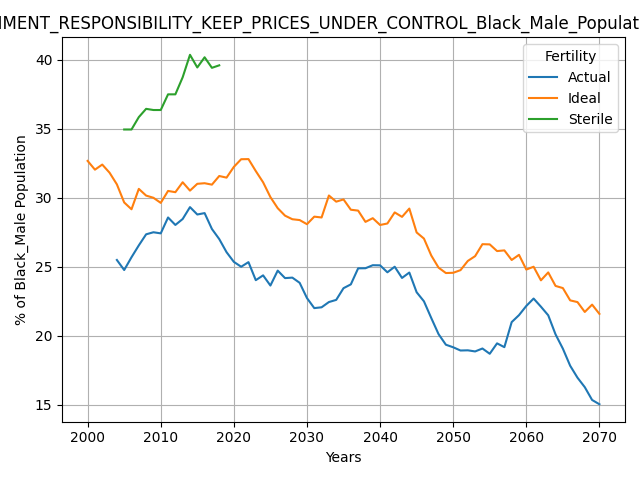 NMENT_RESPONSIBILITY_KEEP_PRICES_UNDER_CONTROL_Black_Male_Populat
Fertility
Actual
Ideal
Sterile
% of Black_Male Population
40
35
30
25
20
15
2000 2010 2020 2030 2040 2050 2060 2070
Years